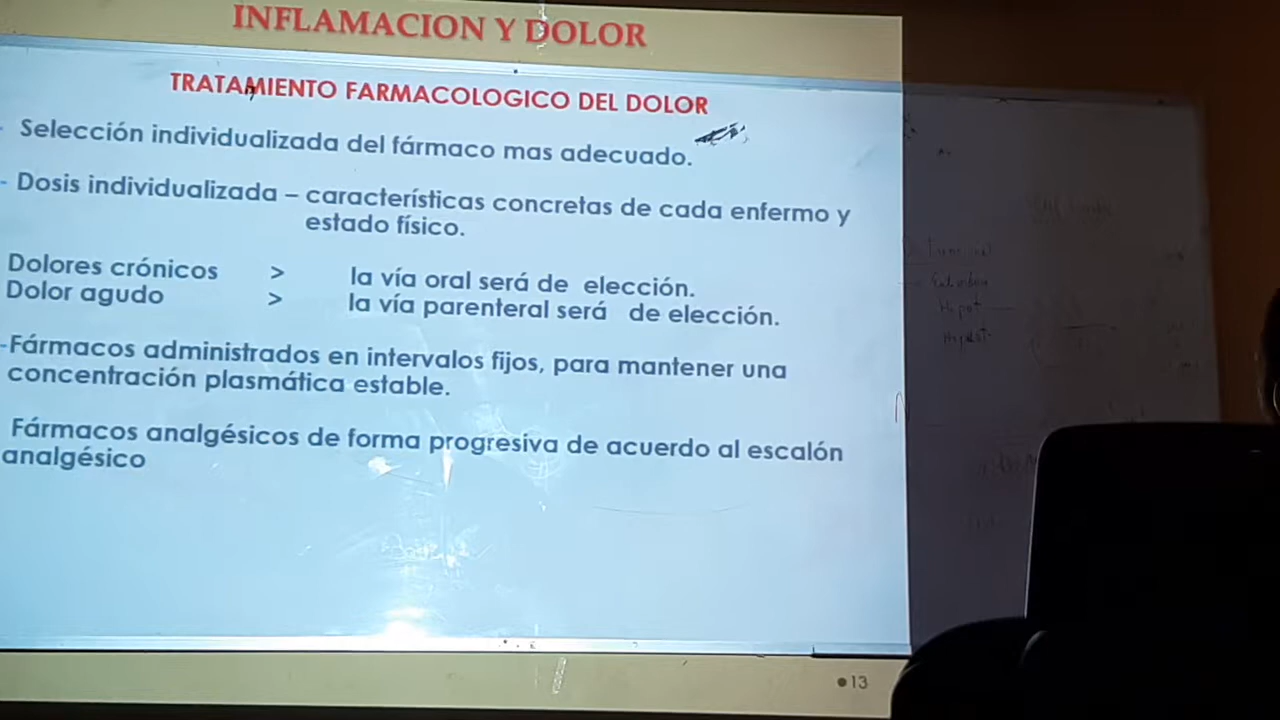 INFLAMACION Y DOLOR
TRATAMIENTO FARMACOLOGICO DEL DOLOR
- Selección individualizada del fármaco mas adecuado.
- Dosis individualizada – características concretas de cada enfermo y
estado físico.
Dolores crónicos > la vía oral será de elección.
Dolor agudo > la vía parenteral será de elección.
-Fármacos administrados en intervalos fijos, para mantener una
concentración plasmática estable.
Fármacos analgésicos de forma progresiva de acuerdo al escalón
analgésico
●13